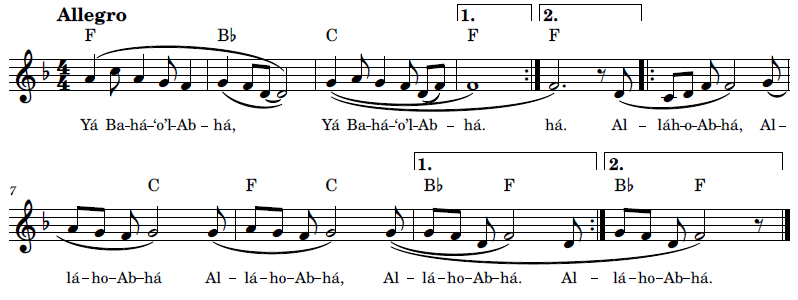 Allegro
1. 2.
F B♭ C F F
4
4
Yá Ba–há–‘o’l–Ab–há, Yá Ba–há–‘o’l–Ab – há. há. Al – láh–o–Ab–há, Al –
1. 2.
7 C F C B♭ F B♭ F
lá–ho–Ab–há Al – lá–ho–Ab–há, Al – lá–ho–Ab–há. Al – lá–ho–Ab–há.